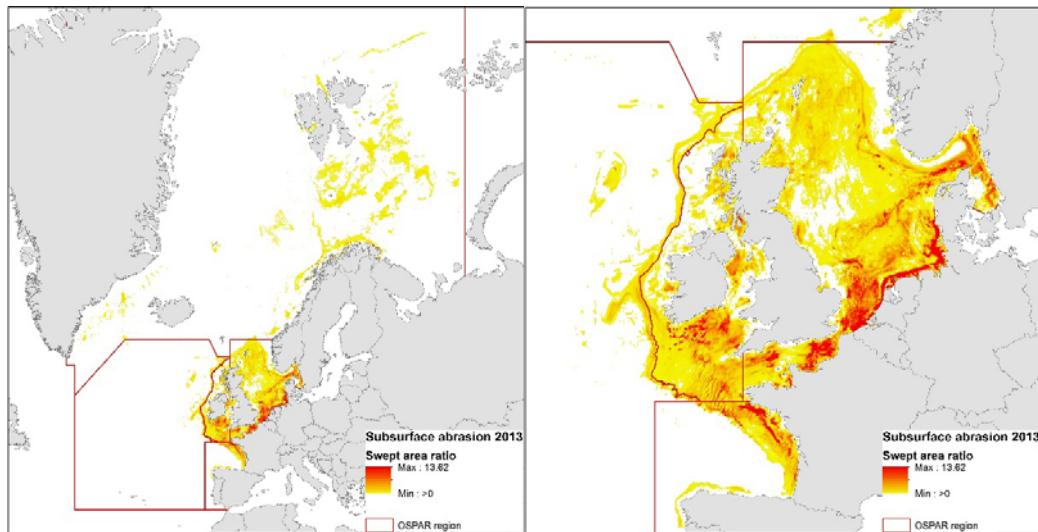 Subsurface abrasion 2013
Swept area ratio
Max : 13.62
Min : >0
OSPAR region
Subsurface abrasion 2013
Swept area ratio
Max : 13.62
Min : >0
OSPAR region